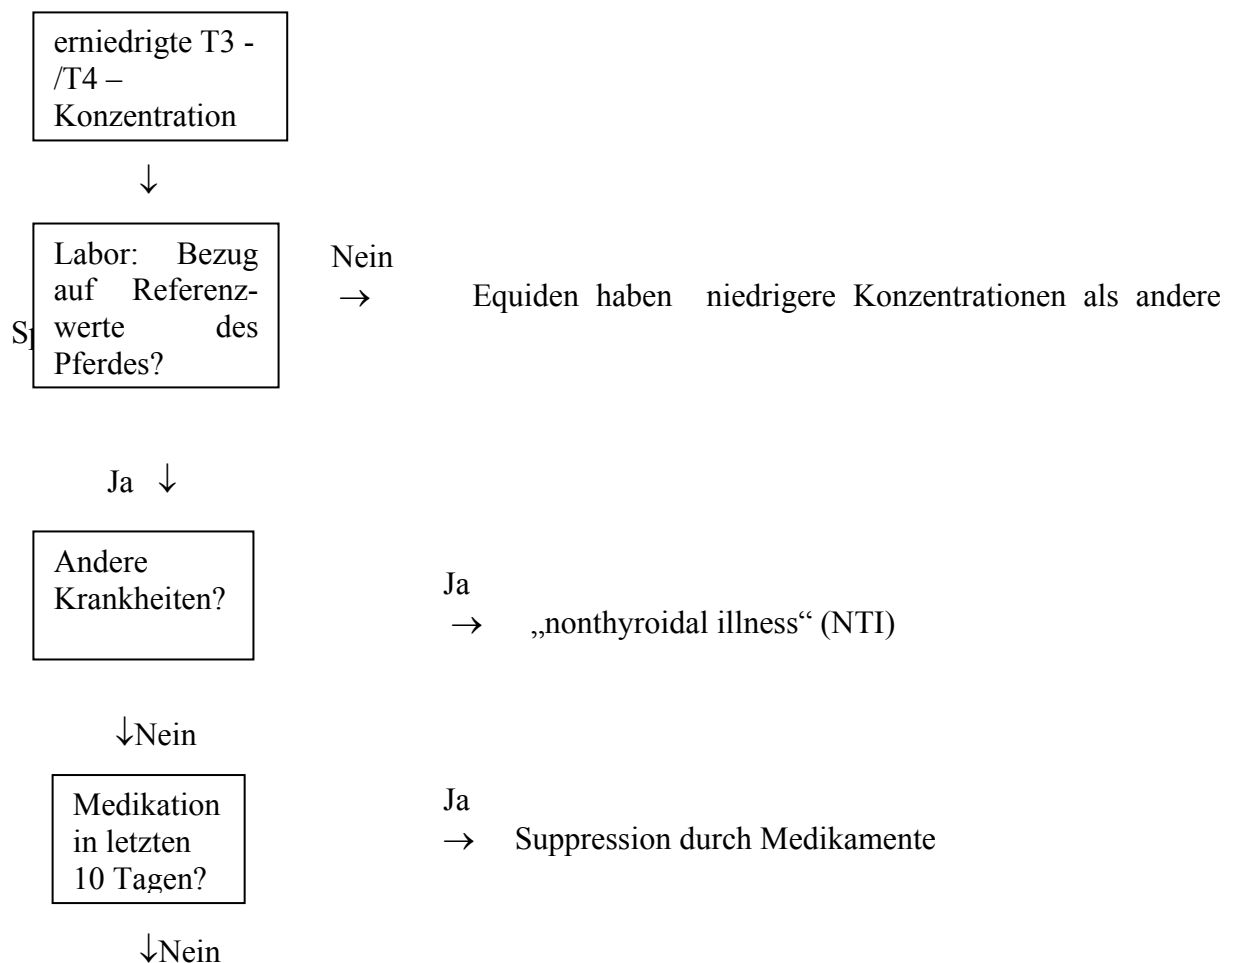 erniedrigte T3 -
/T4 –
Konzentration
↓
Labor: Bezug
auf Referenz-
werte des
Pferdes?
Nein
→ Equiden haben niedrigere Konzentrationen als andere
Ja ↓
Andere
Krankheiten?
Ja
→ „nonthyroidal illness“ (NTI)
↓Nein
Medikation
in letzten
10 Tagen?
Ja
→ Suppression durch Medikamente
↓Nein